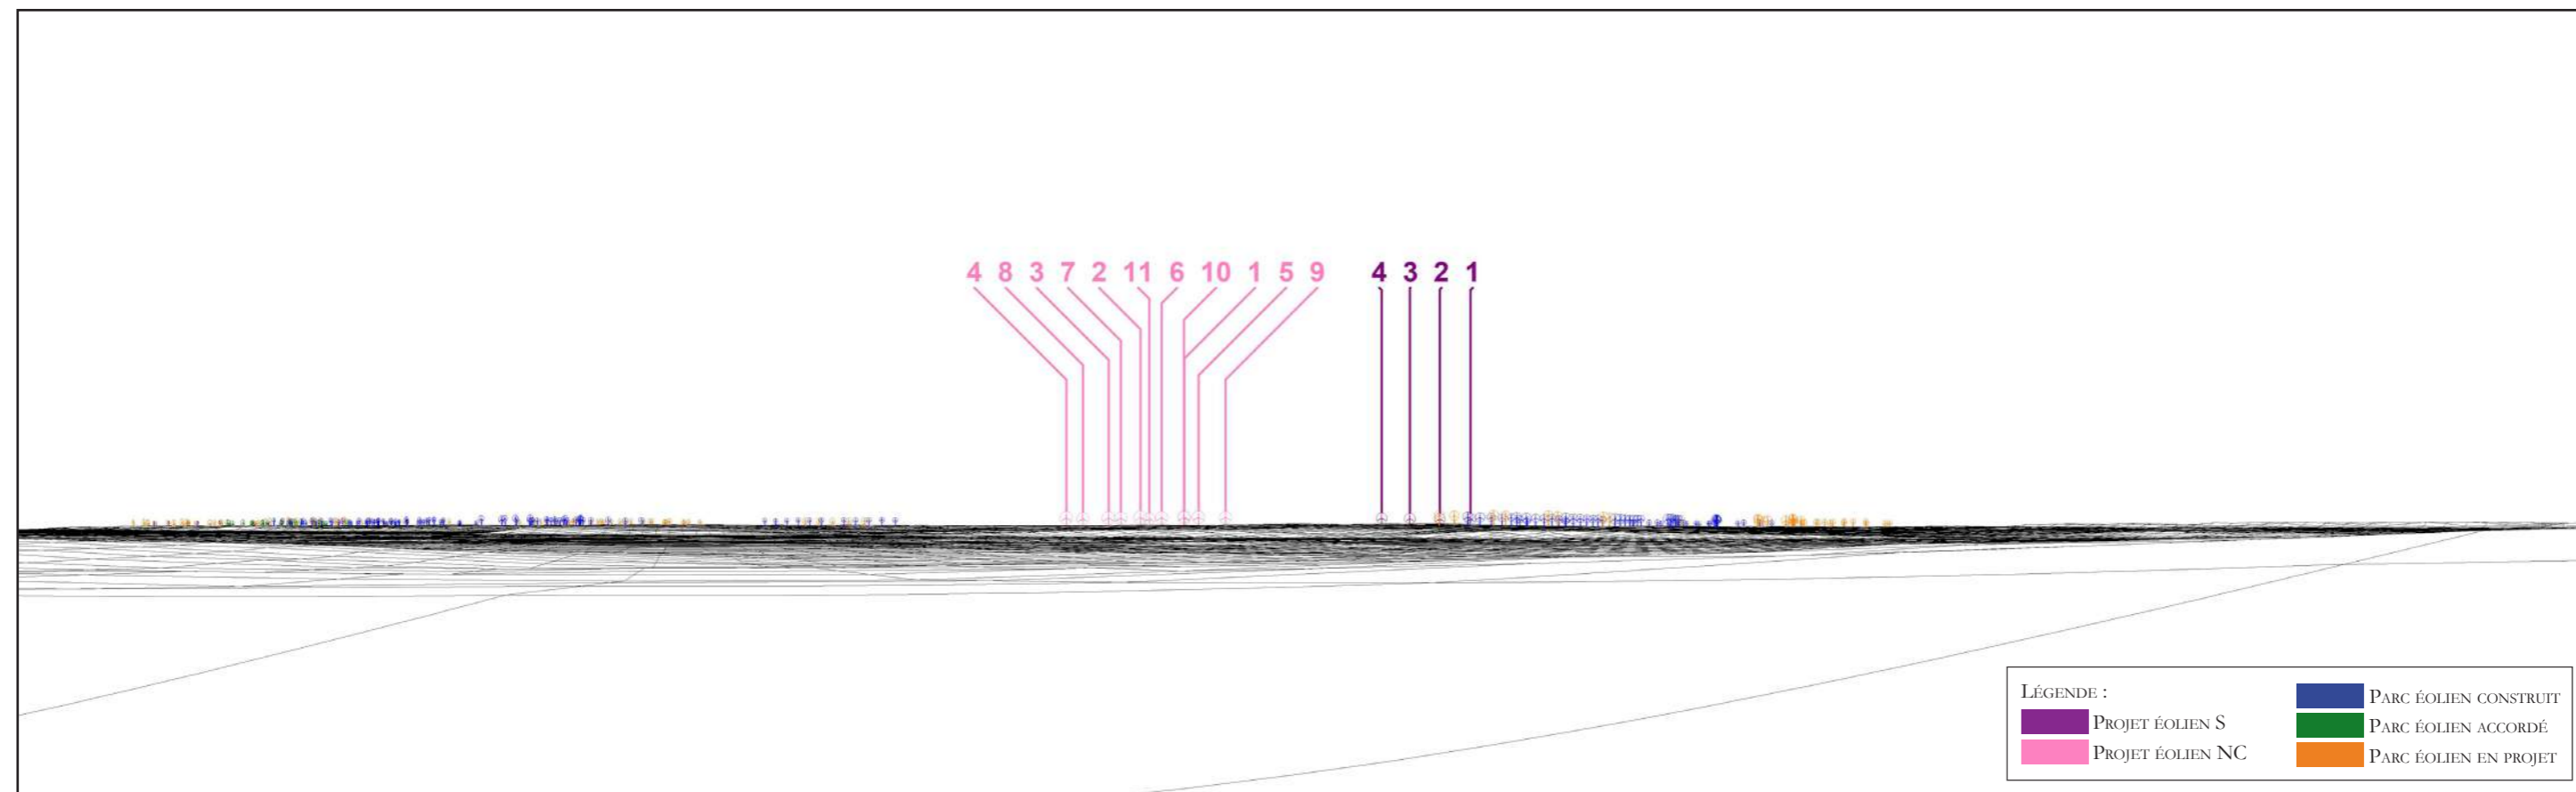 4 8 3 7 2 11 6 10 1 5 9 4 3 2 1
LÉGENDE :
PROJET ÉOLIEN S
PROJET ÉOLIEN NC
PARC ÉOLIEN CONSTRUIT
PARC ÉOLIEN ACCORDÉ
PARC ÉOLIEN EN PROJET